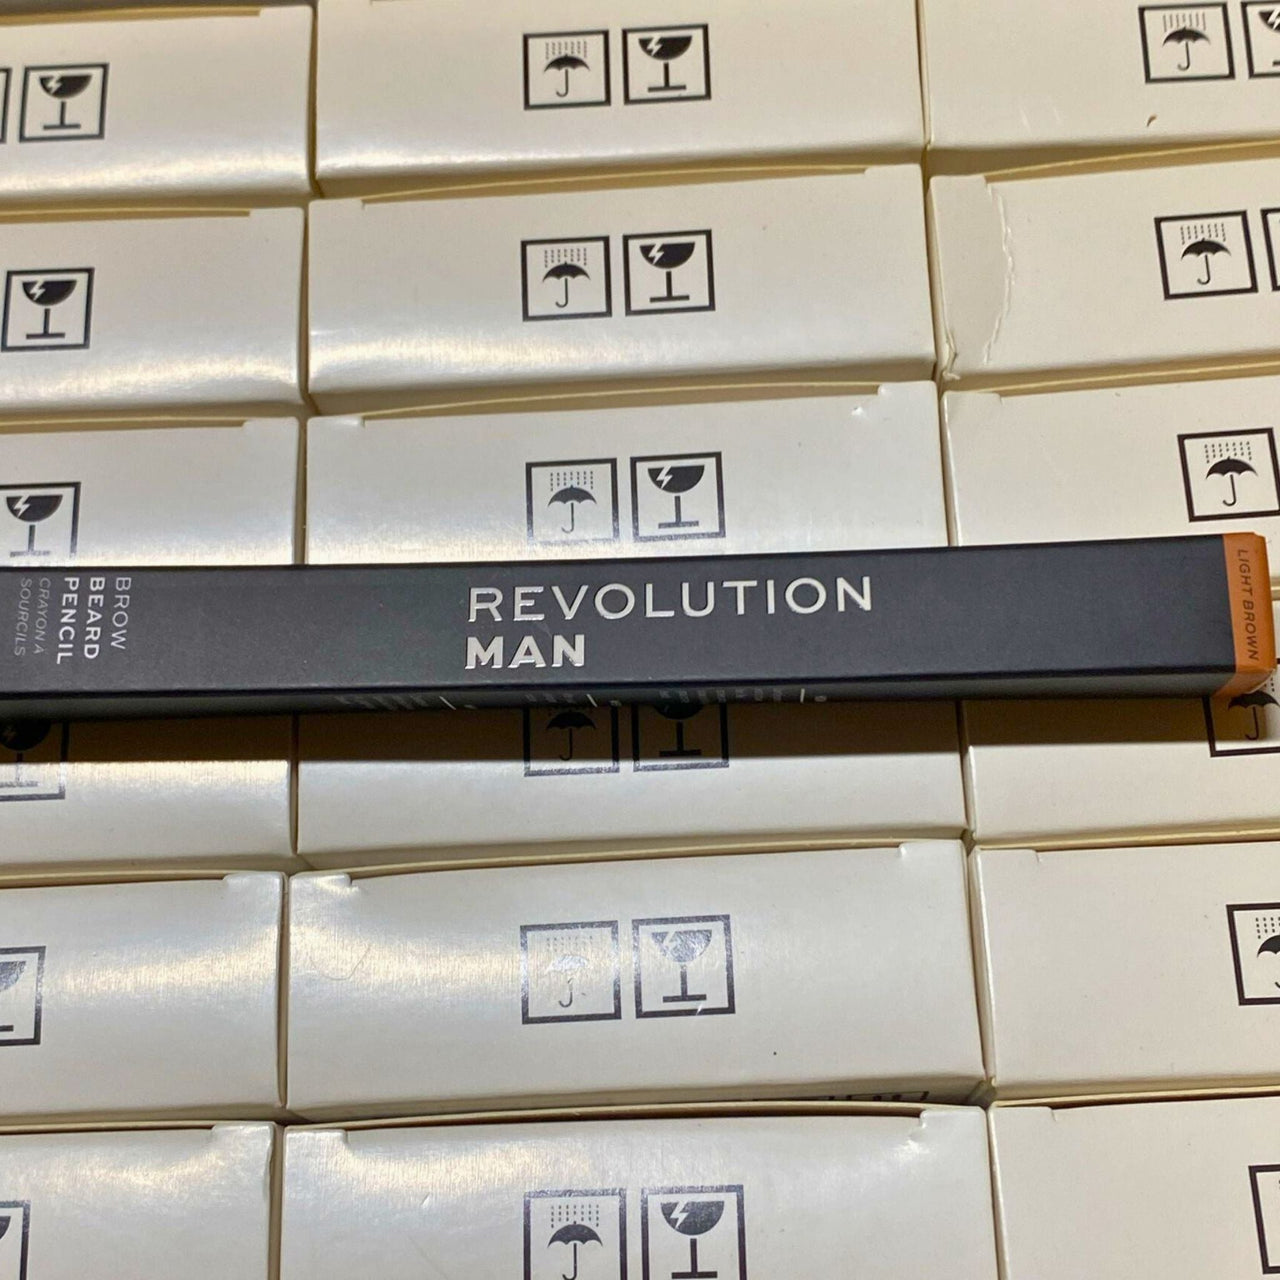 REVOLUTION
MAN
BROW
BEARD
PENCIL
CRAYON À
SOURCILS
LIGHT BROWN